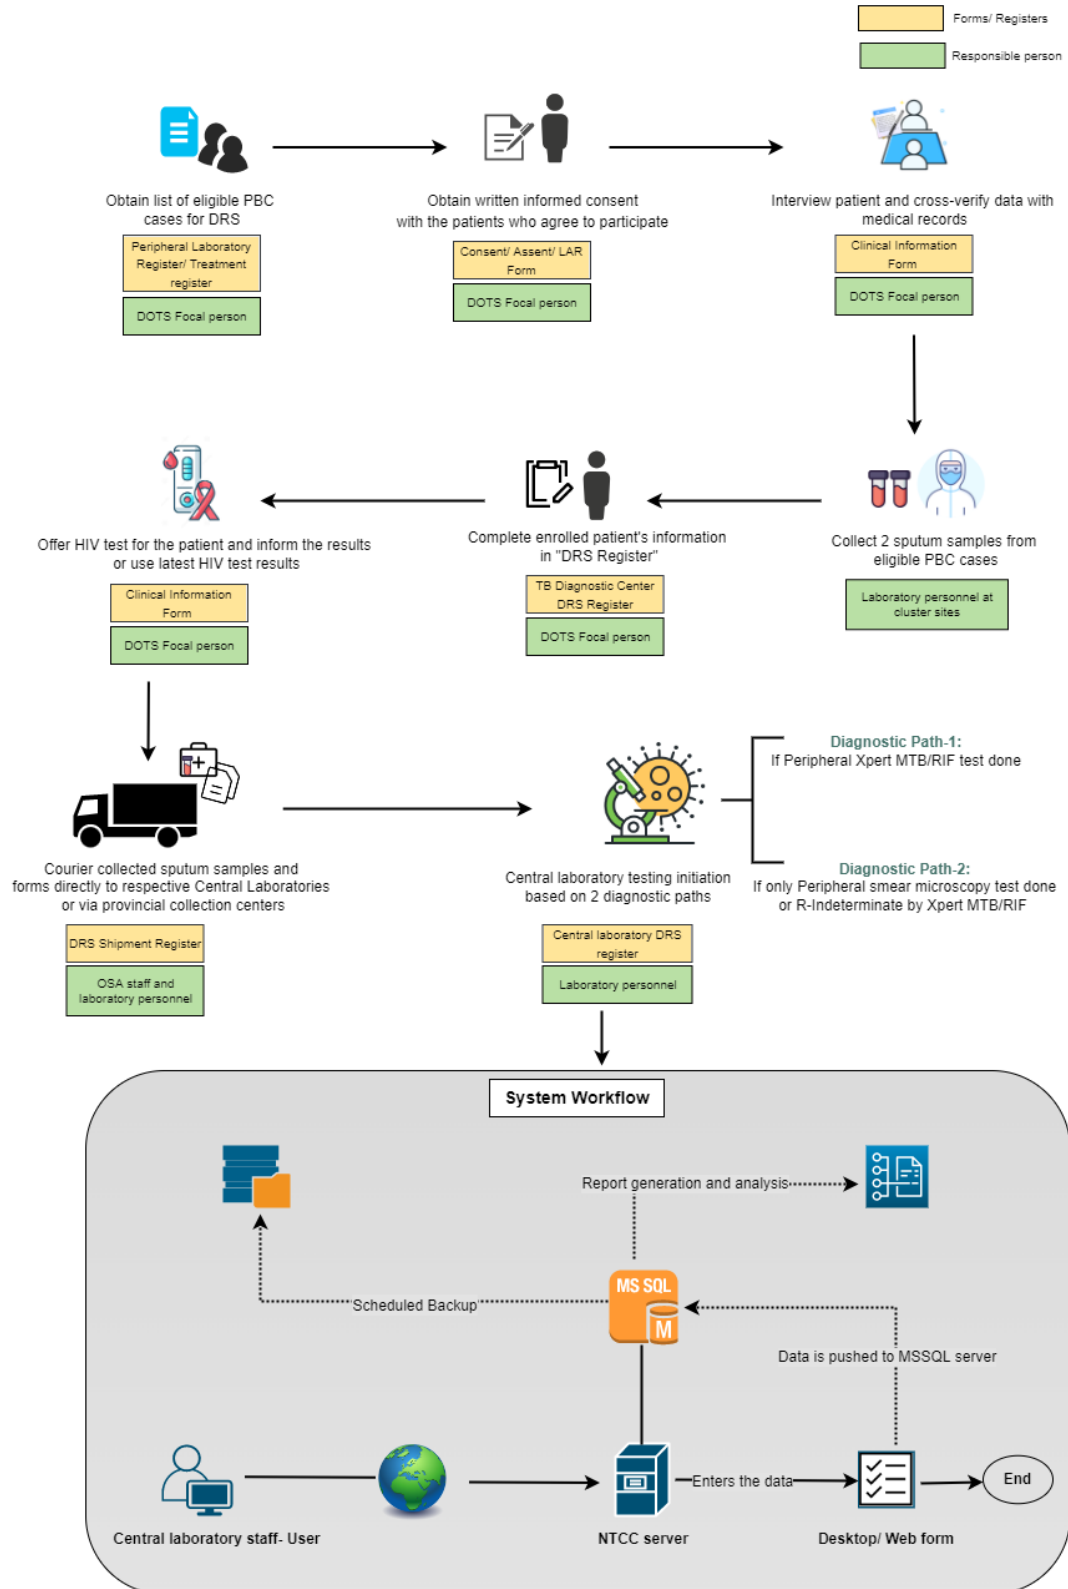 Forms/ Registers
Responsible person
Obtain list of eligible PBC
cases for DRS
Peripheral Laboratory
Register/ Treatment
register
DOTS Focal person
Obtain written informed consent
with the patients who agree to participate
Consent/ Assent/ LAR
Form
DOTS Focal person
Interview patient and cross-verify data with
medical records
Clinical Information
Form
DOTS Focal person
Offer HIV test for the patient and inform the results
or use latest HIV test results
Clinical Information
Form
DOTS Focal person
Complete enrolled patient's information
in "DRS Register"
TB Diagnostic Center
DRS Register
DOTS Focal person
Collect 2 sputum samples from
eligible PBC cases
Laboratory personnel at
cluster sites
Courier collected sputum samples and
forms directly to respective Central Laboratories
or via provincial collection centers
DRS Shipment Register
OSA staff and
laboratory personnel
Central laboratory testing initiation
based on 2 diagnostic paths
Central laboratory DRS
register
Laboratory personnel
Diagnostic Path-1:
If Peripheral Xpert MTB/RIF test done
Diagnostic Path-2:
If only Peripheral smear microscopy test done
or R-Indeterminate by Xpert MTB/RIF
System Workflow
Report generation and analysis
MS SQL
M
Scheduled Backup
Data is pushed to MSSQL server
Enters the data
End
Central laboratory staff- User
NTCC server
Desktop/ Web form